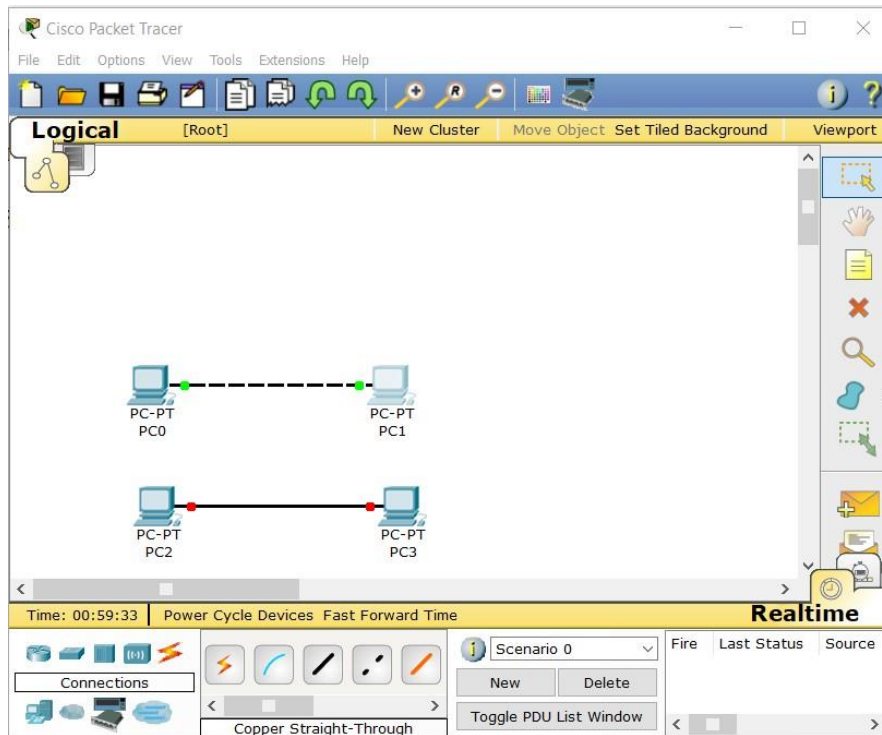 Cisco Packet Tracer
File Edit Options View Tools Extensions Help
Logical [Root] New Cluster Move Object Set Tiled Background Viewport
PC-PT
PC0
PC-PT
PC1
PC-PT
PC2
PC-PT
PC3
Time: 00:59:33 Power Cycle Devices Fast Forward Time Realtime
Connections
Copper Straight-Through
Scenario 0
New Delete
Toggle PDU List Window
Fire Last Status Source